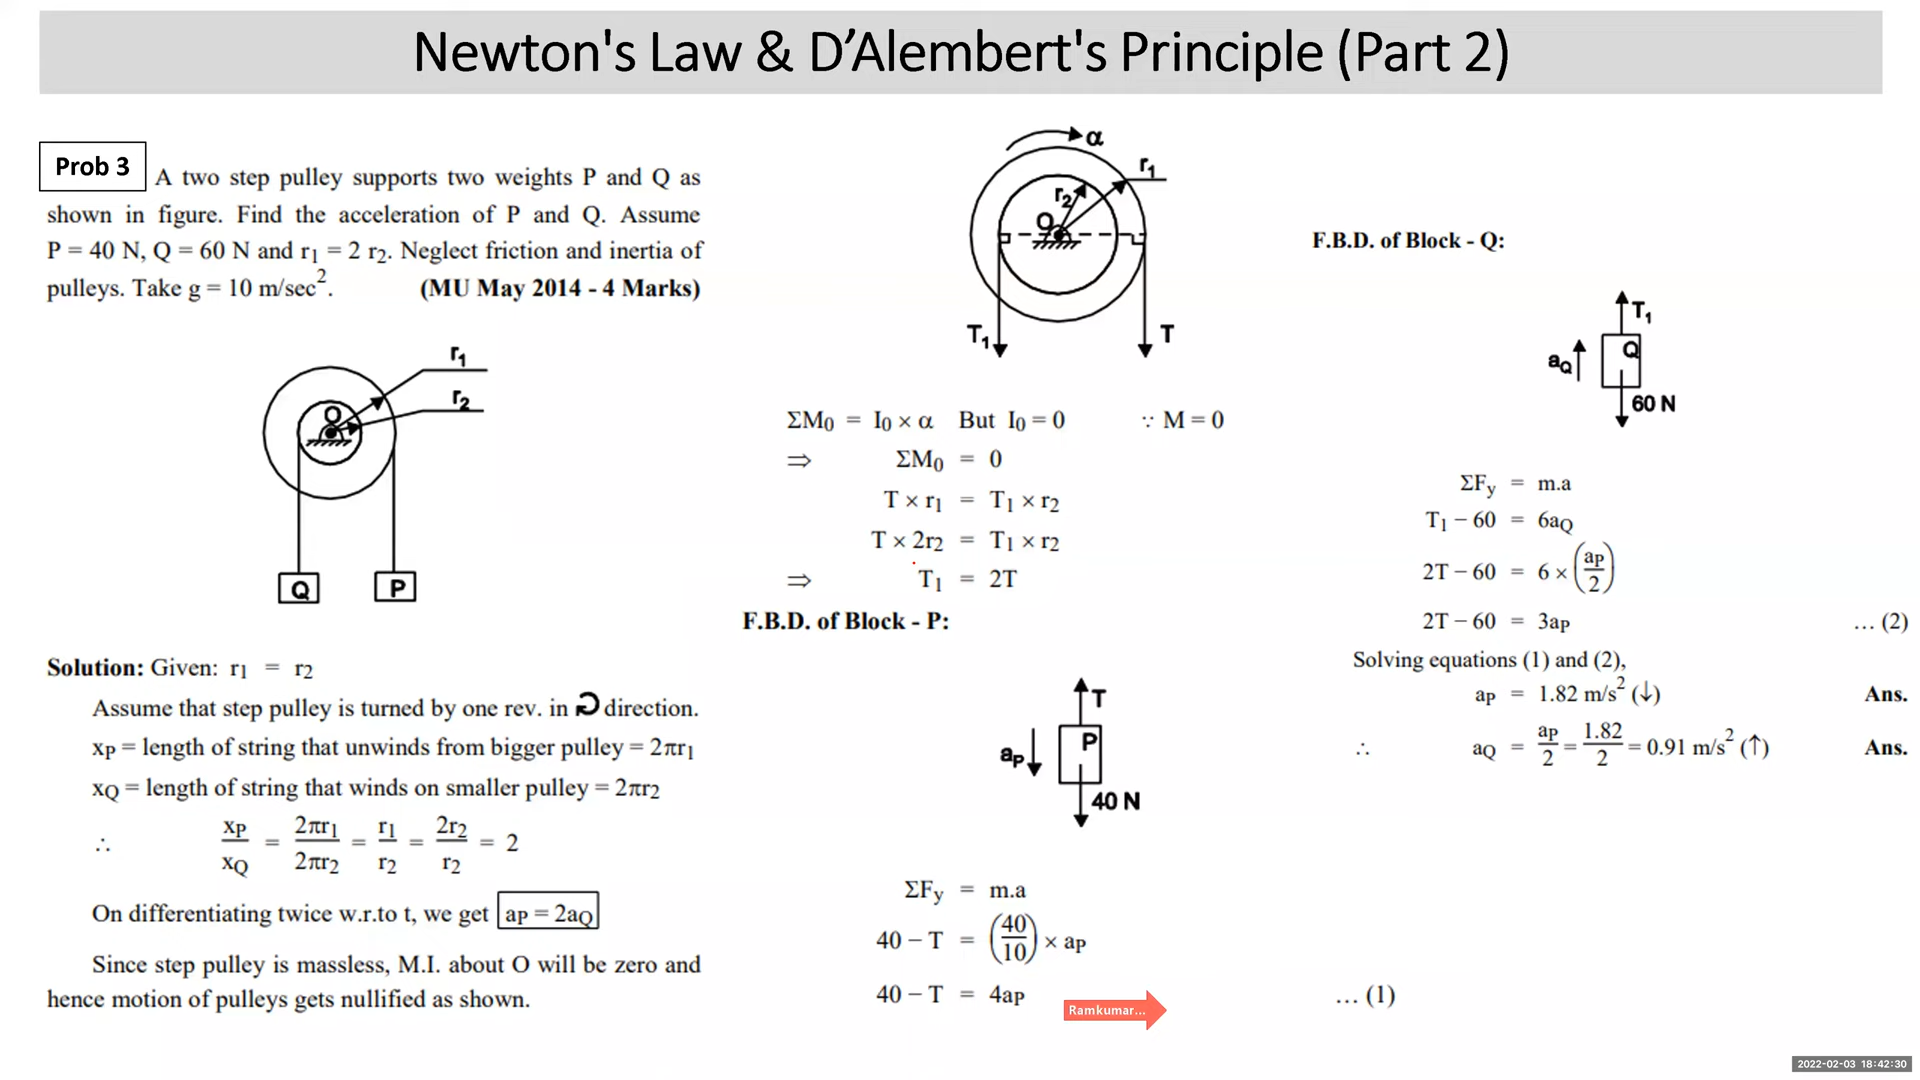 Newton's Law & D’Alembert's Principle (Part 2)
Prob 3
A two step pulley supports two weights P and Q as
shown in figure. Find the acceleration of P and Q. Assume
P = 40 N, Q = 60 N and r1 = 2 r2. Neglect friction and inertia of
pulleys. Take g = 10 m/sec². (MU May 2014 - 4 Marks)
r1
r2
O
Q P
Solution: Given: r1 = r2
Assume that step pulley is turned by one rev. in direction.
xP = length of string that unwinds from bigger pulley = 2πr1
xQ = length of string that winds on smaller pulley = 2πr2
∴ xP/xQ = 2πr1/2πr2 = r1/r2 = 2r2/r2 = 2
On differentiating twice w.r.to t, we get aP = 2aQ
Since step pulley is massless, M.I. about O will be zero and
hence motion of pulleys gets nullified as shown.
α
r1
r2
O
T1 T
ΣM0 = I0 × α But I0 = 0 ∵ M = 0
⇒ ΣM0 = 0
T × r1 = T1 × r2
T × 2r2 = T1 × r2
⇒ T1 = 2T
F.B.D. of Block - P:
T
P
aP↓
40 N
ΣFy = m.a
40 − T = (40/10) × aP
40 − T = 4aP … (1)
Ramkumar...
F.B.D. of Block - Q:
T1
Q
aQ↑
60 N
ΣFy = m.a
T1 − 60 = 6aQ
2T − 60 = 6 × (aP/2)
2T − 60 = 3aP … (2)
Solving equations (1) and (2),
aP = 1.82 m/s² (↓) Ans.
∴ aQ = aP/2 = 1.82/2 = 0.91 m/s² (↑) Ans.
2022-02-03 18:42:30